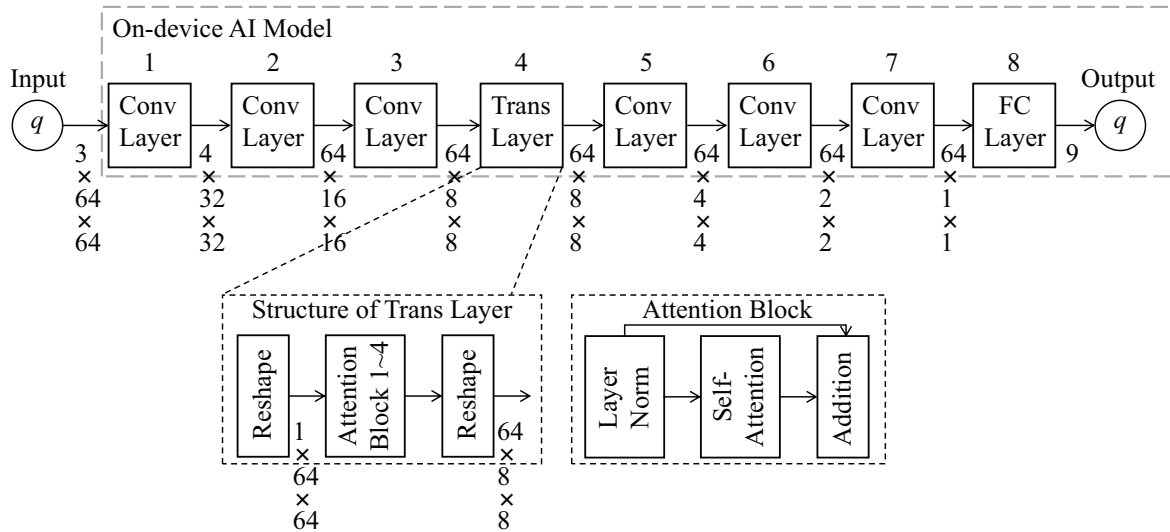 On-device AI Model
1 2 3 4 5 6 7 8
Input
Output
q
Conv
Layer
Conv
Layer
Conv
Layer
Trans
Layer
Conv
Layer
Conv
Layer
Conv
Layer
FC
Layer
q
3
×
64
×
64
4
×
32
×
32
64
×
16
×
16
64
×
8
×
8
64
×
8
×
8
64
×
4
×
4
64
×
2
×
2
64
×
1
×
1
9
Structure of Trans Layer
Reshape
1
×
64
×
64
Attention
Block 1~4
Reshape
64
×
8
×
8
Attention Block
Layer
Norm
Self-
Attention
Addition